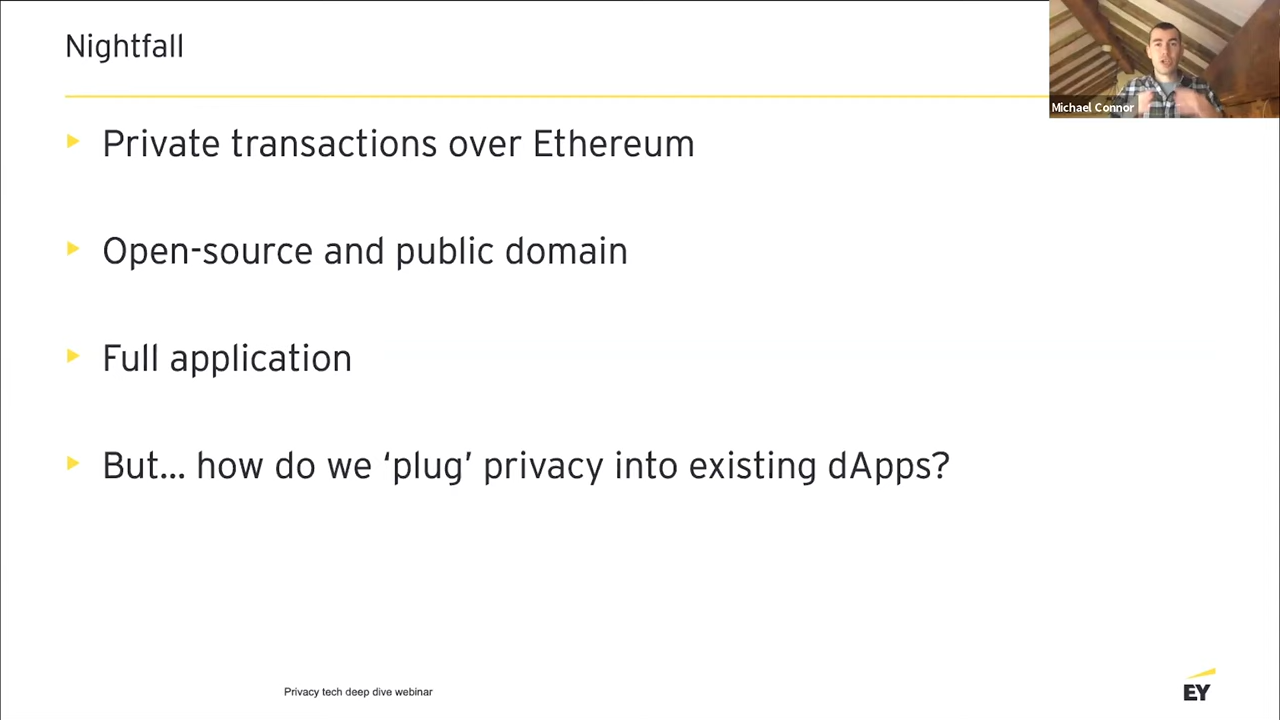 Nightfall
Michael Connor
Private transactions over Ethereum
Open-source and public domain
Full application
But... how do we ‘plug’ privacy into existing dApps?
Privacy tech deep dive webinar
EY